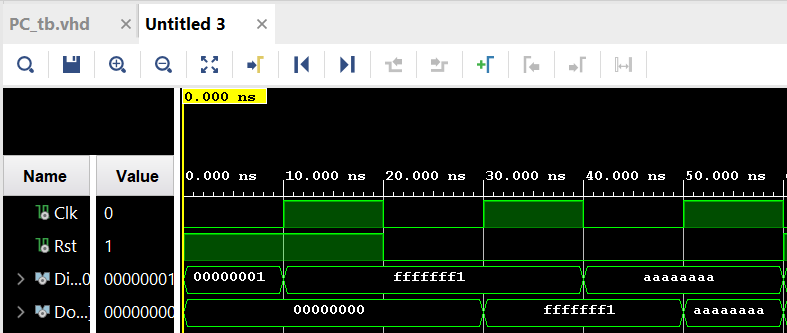 PC_tb.vhd × Untitled 3 ×
0.000 ns
Name Value
0.000 ns 10.000 ns 20.000 ns 30.000 ns 40.000 ns 50.000 ns
Clk 0
Rst 1
Di...0 00000001 00000001 fffffff1 aaaaaaaa
Do...] 00000000 00000000 fffffff1 aaaaaaaa